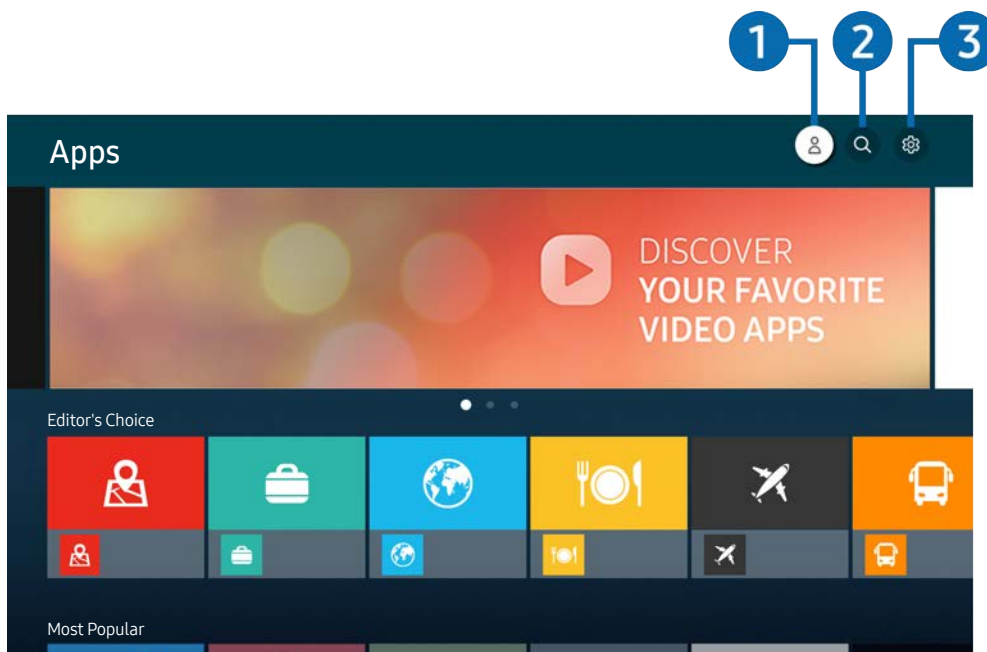 1 2 3
Apps
DISCOVER
YOUR FAVORITE
VIDEO APPS
Editor's Choice
Most Popular